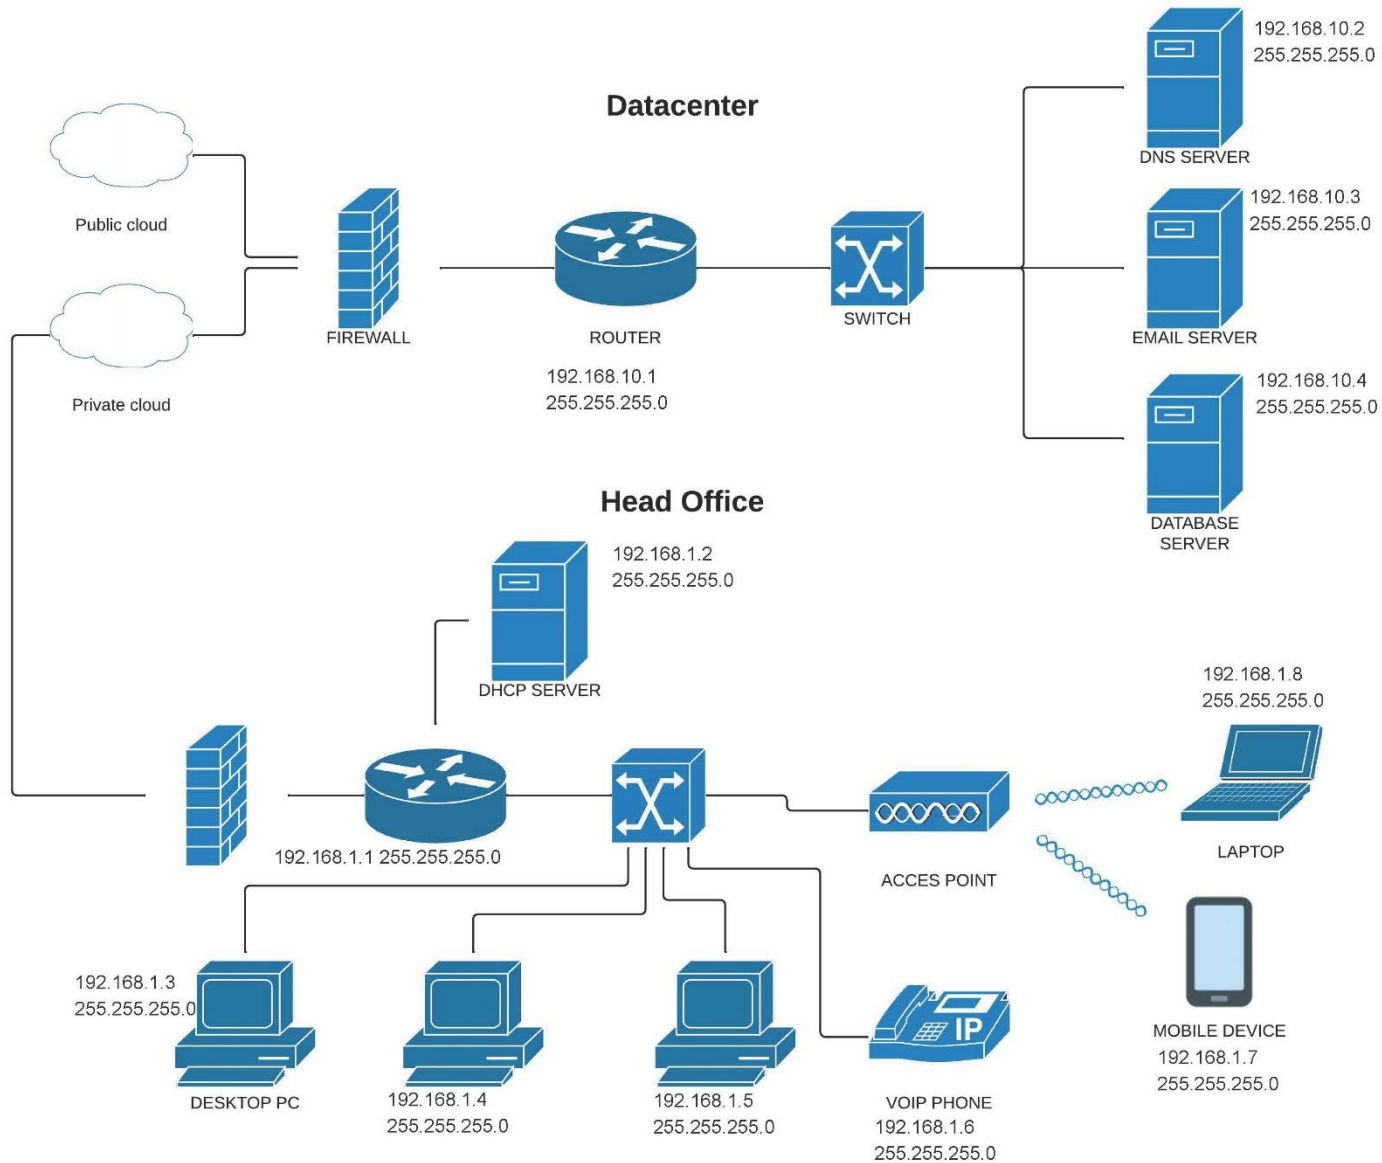 192.168.10.2
255.255.255.0
Datacenter
DNS SERVER
192.168.10.3
255.255.255.0
Public cloud
SWITCH
FIREWALL
ROUTER
EMAIL SERVER
192.168.10.1
255.255.255.0
192.168.10.4
255.255.255.0
Private cloud
Head Office
DATABASE
SERVER
192.168.1.2
255.255.255.0
DHCP SERVER
192.168.1.8
255.255.255.0
LAPTOP
192.168.1.1 255.255.255.0
ACCES POINT
192.168.1.3
255.255.255.0
IP
MOBILE DEVICE
192.168.1.7
255.255.255.0
DESKTOP PC
192.168.1.4
255.255.255.0
192.168.1.5
255.255.255.0
VOIP PHONE
192.168.1.6
255.255.255.0